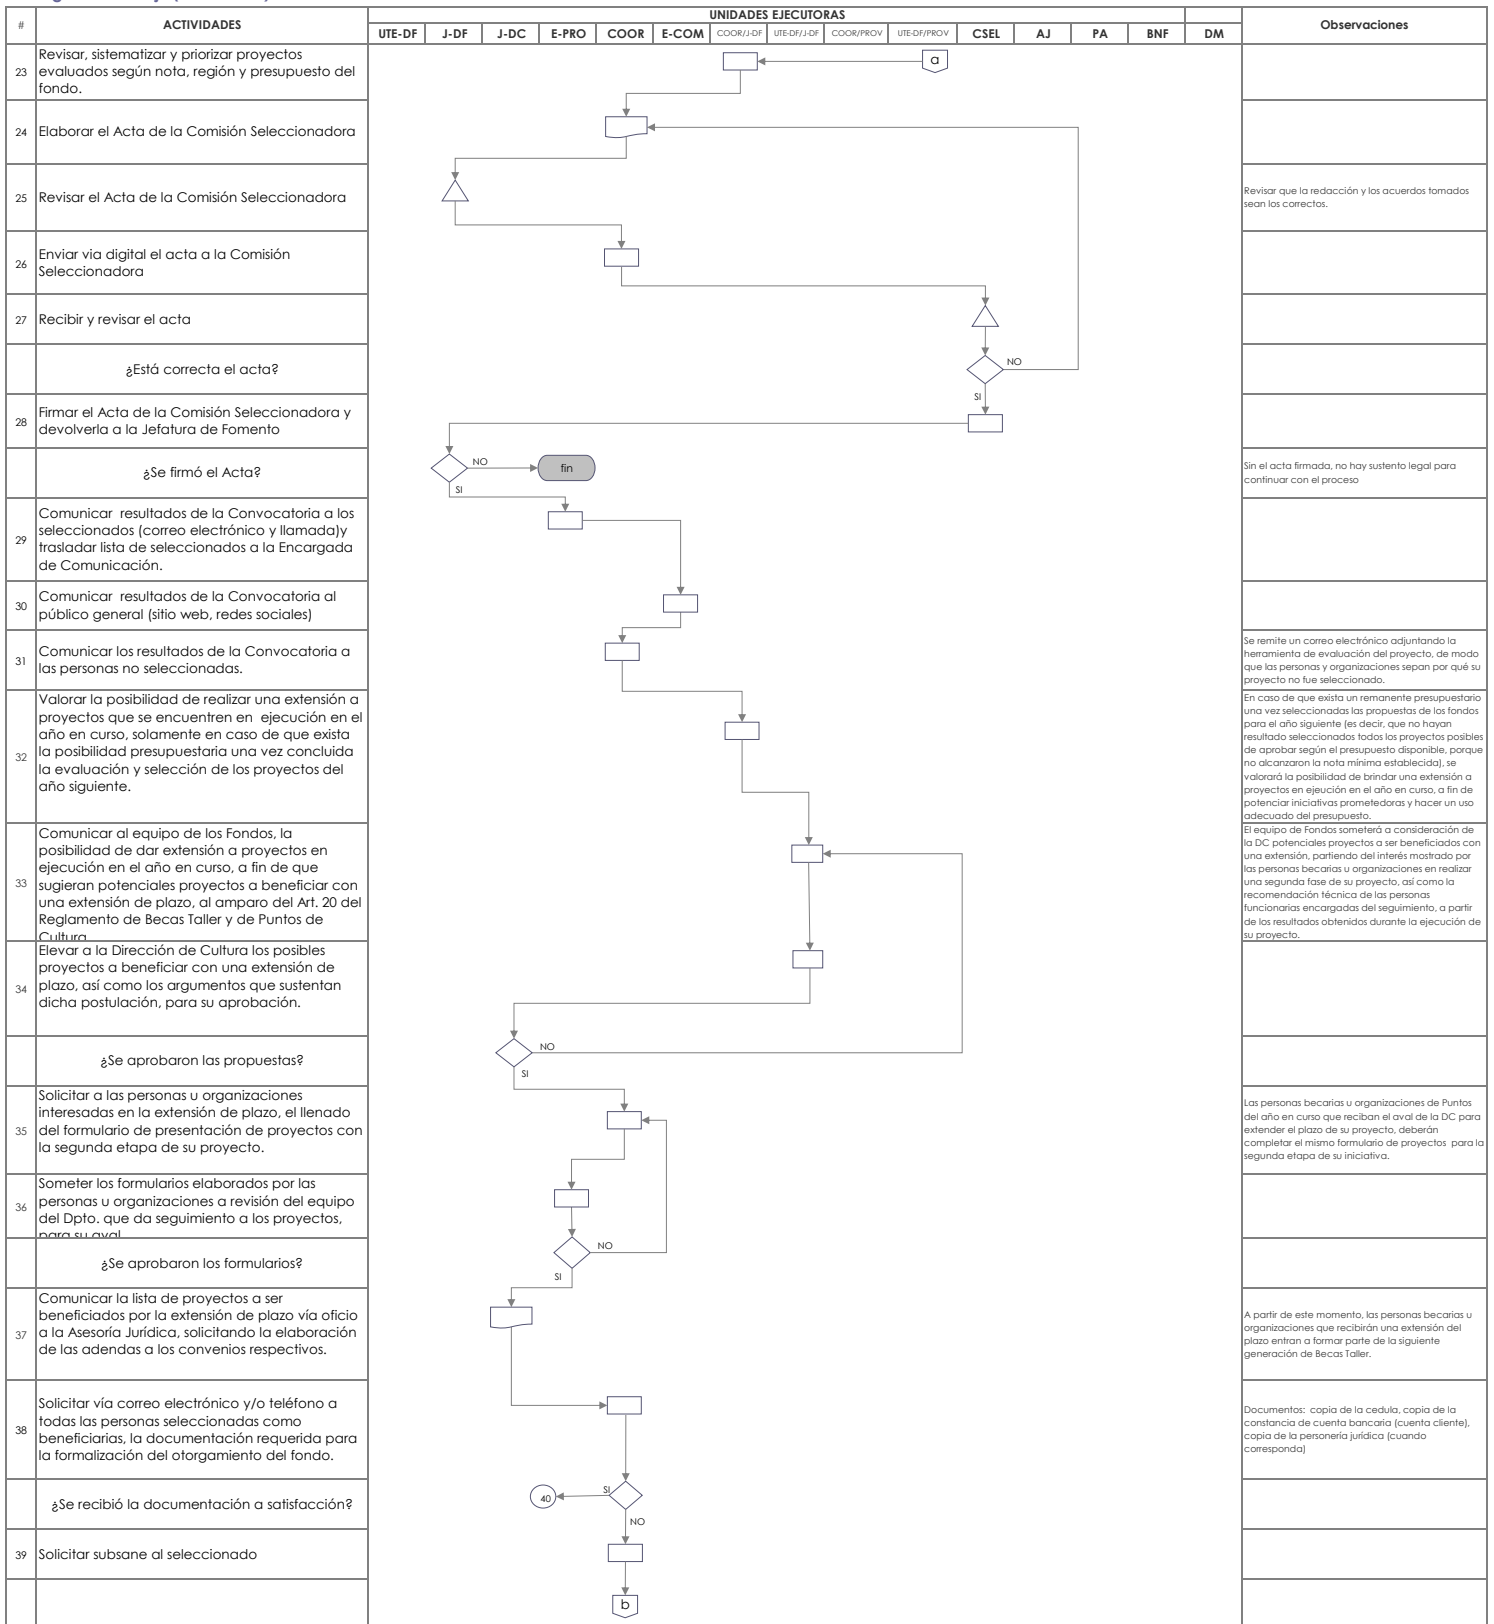 UNIDADES EJECUTORAS
# ACTIVIDADES Observaciones
UTE-DF J-DF J-DC E-PRO COOR E-COM COOR/J-DF UTE-DF/J-DF COOR/PROV UTE-DF/PROV CSEL AJ PA BNF DM
23
Revisar, sistematizar y priorizar proyectos
evaluados según nota, región y presupuesto del
fondo.
a
24
Elaborar el Acta de la Comisión Seleccionadora
25
Revisar el Acta de la Comisión Seleccionadora
Revisar que la redacción y los acuerdos tomados
sean los correctos.
26
Enviar via digital el acta a la Comisión
Seleccionadora
27
Recibir y revisar el acta
¿Está correcta el acta?
NO
SI
28
Firmar el Acta de la Comisión Seleccionadora y
devolverla a la Jefatura de Fomento
¿Se firmó el Acta?
NO
fin
SI
Sin el acta firmada, no hay sustento legal para
continuar con el proceso
29
Comunicar resultados de la Convocatoria a los
seleccionados (correo electrónico y llamada)y
trasladar lista de seleccionados a la Encargada
de Comunicación.
30
Comunicar resultados de la Convocatoria al
público general (sitio web, redes sociales)
31
Comunicar los resultados de la Convocatoria a
las personas no seleccionadas.
Se remite un correo electrónico adjuntando la
herramienta de evaluación del proyecto, de modo
que las personas y organizaciones sepan por qué su
proyecto no fue seleccionado.
32
Valorar la posibilidad de realizar una extensión a
proyectos que se encuentren en ejecución en el
año en curso, solamente en caso de que exista
la posibilidad presupuestaria una vez concluida
la evaluación y selección de los proyectos del
año siguiente.
En caso de que exista un remanente presupuestario
una vez seleccionadas las propuestas de los fondos
para el año siguiente (es decir, que no hayan
resultado seleccionados todos los proyectos posibles
de aprobar según el presupuesto disponible, porque
no alcanzaron la nota mínima establecida), se
valorará la posibilidad de brindar una extensión a
proyectos en ejeución en el año en curso, a fin de
potenciar iniciativas prometedoras y hacer un uso
adecuado del presupuesto.
33
Comunicar al equipo de los Fondos, la
posibilidad de dar extensión a proyectos en
ejecución en el año en curso, a fin de que
sugieran potenciales proyectos a beneficiar con
una extensión de plazo, al amparo del Art. 20 del
Reglamento de Becas Taller y de Puntos de
Cultura
El equipo de Fondos someterá a consideración de
la DC potenciales proyectos a ser beneficiados con
una extensión, partiendo del interés mostrado por
las personas becarias u organizaciones en realizar
una segunda fase de su proyecto, así como la
recomendación técnica de las personas
funcionarias encargadas del seguimiento, a partir
de los resultados obtenidos durante la ejecución de
su proyecto.
34
Elevar a la Dirección de Cultura los posibles
proyectos a beneficiar con una extensión de
plazo, así como los argumentos que sustentan
dicha postulación, para su aprobación.
¿Se aprobaron las propuestas?
NO
SI
35
Solicitar a las personas u organizaciones
interesadas en la extensión de plazo, el llenado
del formulario de presentación de proyectos con
la segunda etapa de su proyecto.
Las personas becarias u organizaciones de Puntos
del año en curso que reciban el aval de la DC para
extender el plazo de su proyecto, deberán
completar el mismo formulario de proyectos para la
segunda etapa de su iniciativa.
36
Someter los formularios elaborados por las
personas u organizaciones a revisión del equipo
del Dpto. que da seguimiento a los proyectos,
para su aval
¿Se aprobaron los formularios?
NO
SI
37
Comunicar la lista de proyectos a ser
beneficiados por la extensión de plazo vía oficio
a la Asesoría Jurídica, solicitando la elaboración
de las adendas a los convenios respectivos.
A partir de este momento, las personas becarias u
organizaciones que recibirán una extensión del
plazo entran a formar parte de la siguiente
generación de Becas Taller.
38
Solicitar vía correo electrónico y/o teléfono a
todas las personas seleccionadas como
beneficiarias, la documentación requerida para
la formalización del otorgamiento del fondo.
Documentos: copia de la cedula, copia de la
constancia de cuenta bancaria (cuenta cliente),
copia de la personería jurídica (cuando
corresponda)
¿Se recibió la documentación a satisfacción?
40
SI
NO
39
Solicitar subsane al seleccionado
b